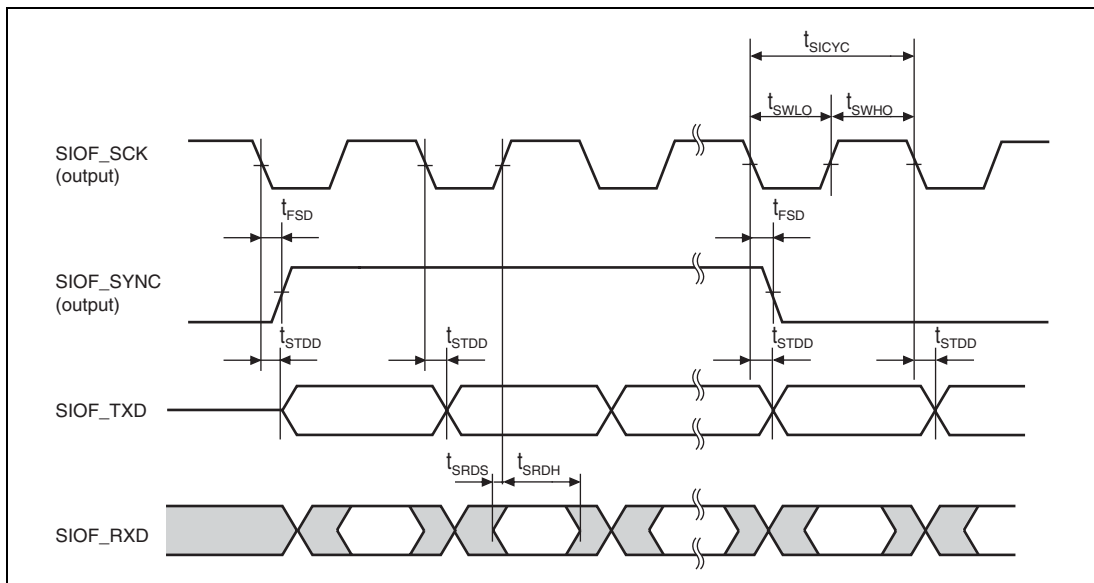 tSICYC
tSWLO tSWHO
SIOF_SCK
(output)
tFSD tFSD
SIOF_SYNC
(output)
tSTDD tSTDD tSTDD tSTDD
SIOF_TXD
tSRDS tSRDH
SIOF_RXD